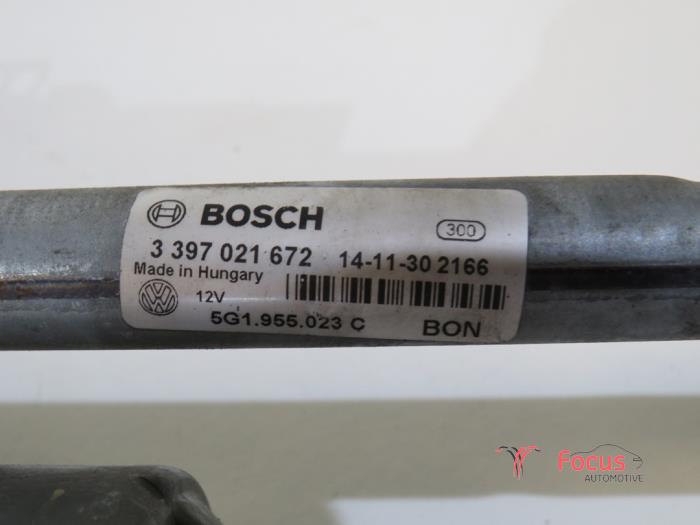 BOSCH
300
3 397 021 672 14-11-30 2166
Made in Hungary
12V
5G1.955.023 C BON
Focus
AUTOMOTIVE